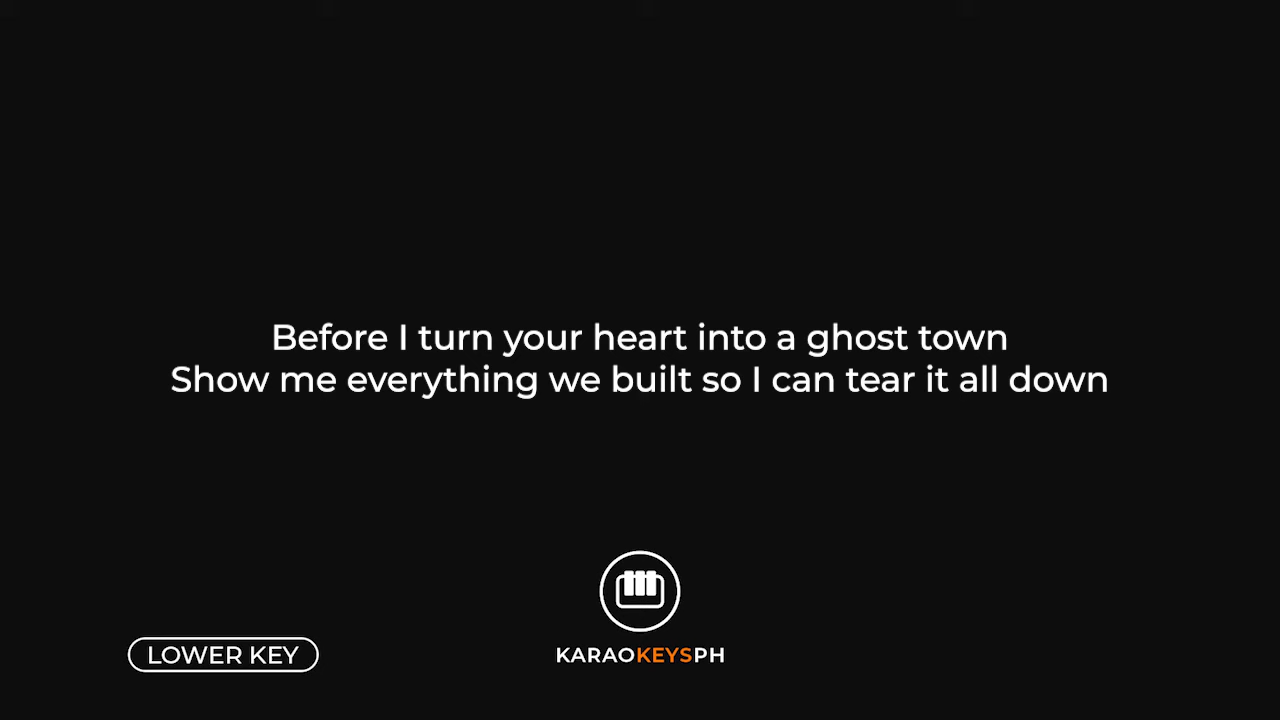 Before I turn your heart into a ghost town
Show me everything we built so I can tear it all down
LOWER KEY
KARAOKEYSPH